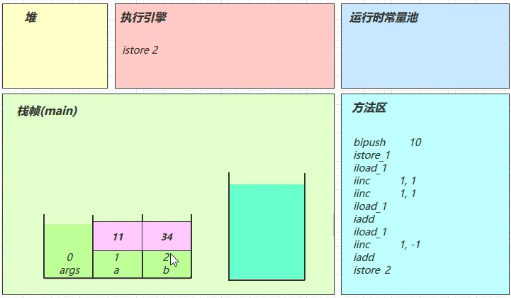 堆
执行引擎
istore 2
运行时常量池
栈帧(main)
11 34
0 1 2
args a b
方法区
bipush 10
istore_1
iload_1
iinc 1, 1
iinc 1, 1
iload_1
iadd
iload_1
iinc 1, -1
iadd
istore 2